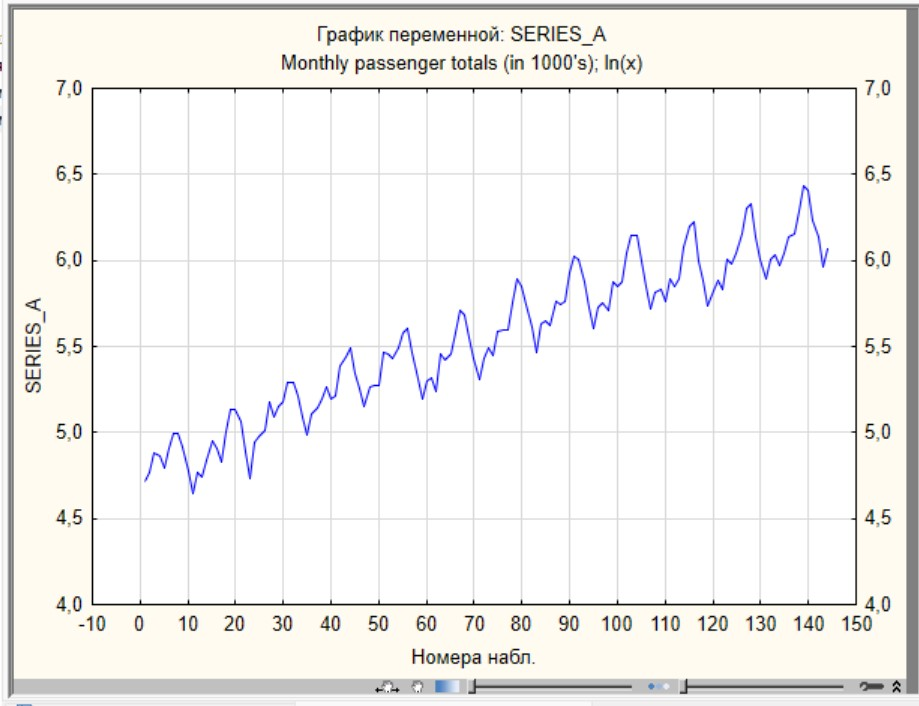 График переменной: SERIES_A
Monthly passenger totals (in 1000's); ln(x)
7,0 7,0
6,5 6,5
6,0 6,0
5,5 5,5
SERIES_A
5,0 5,0
4,5 4,5
4,0 4,0
-10 0 10 20 30 40 50 60 70 80 90 100 110 120 130 140 150
Номера набл.